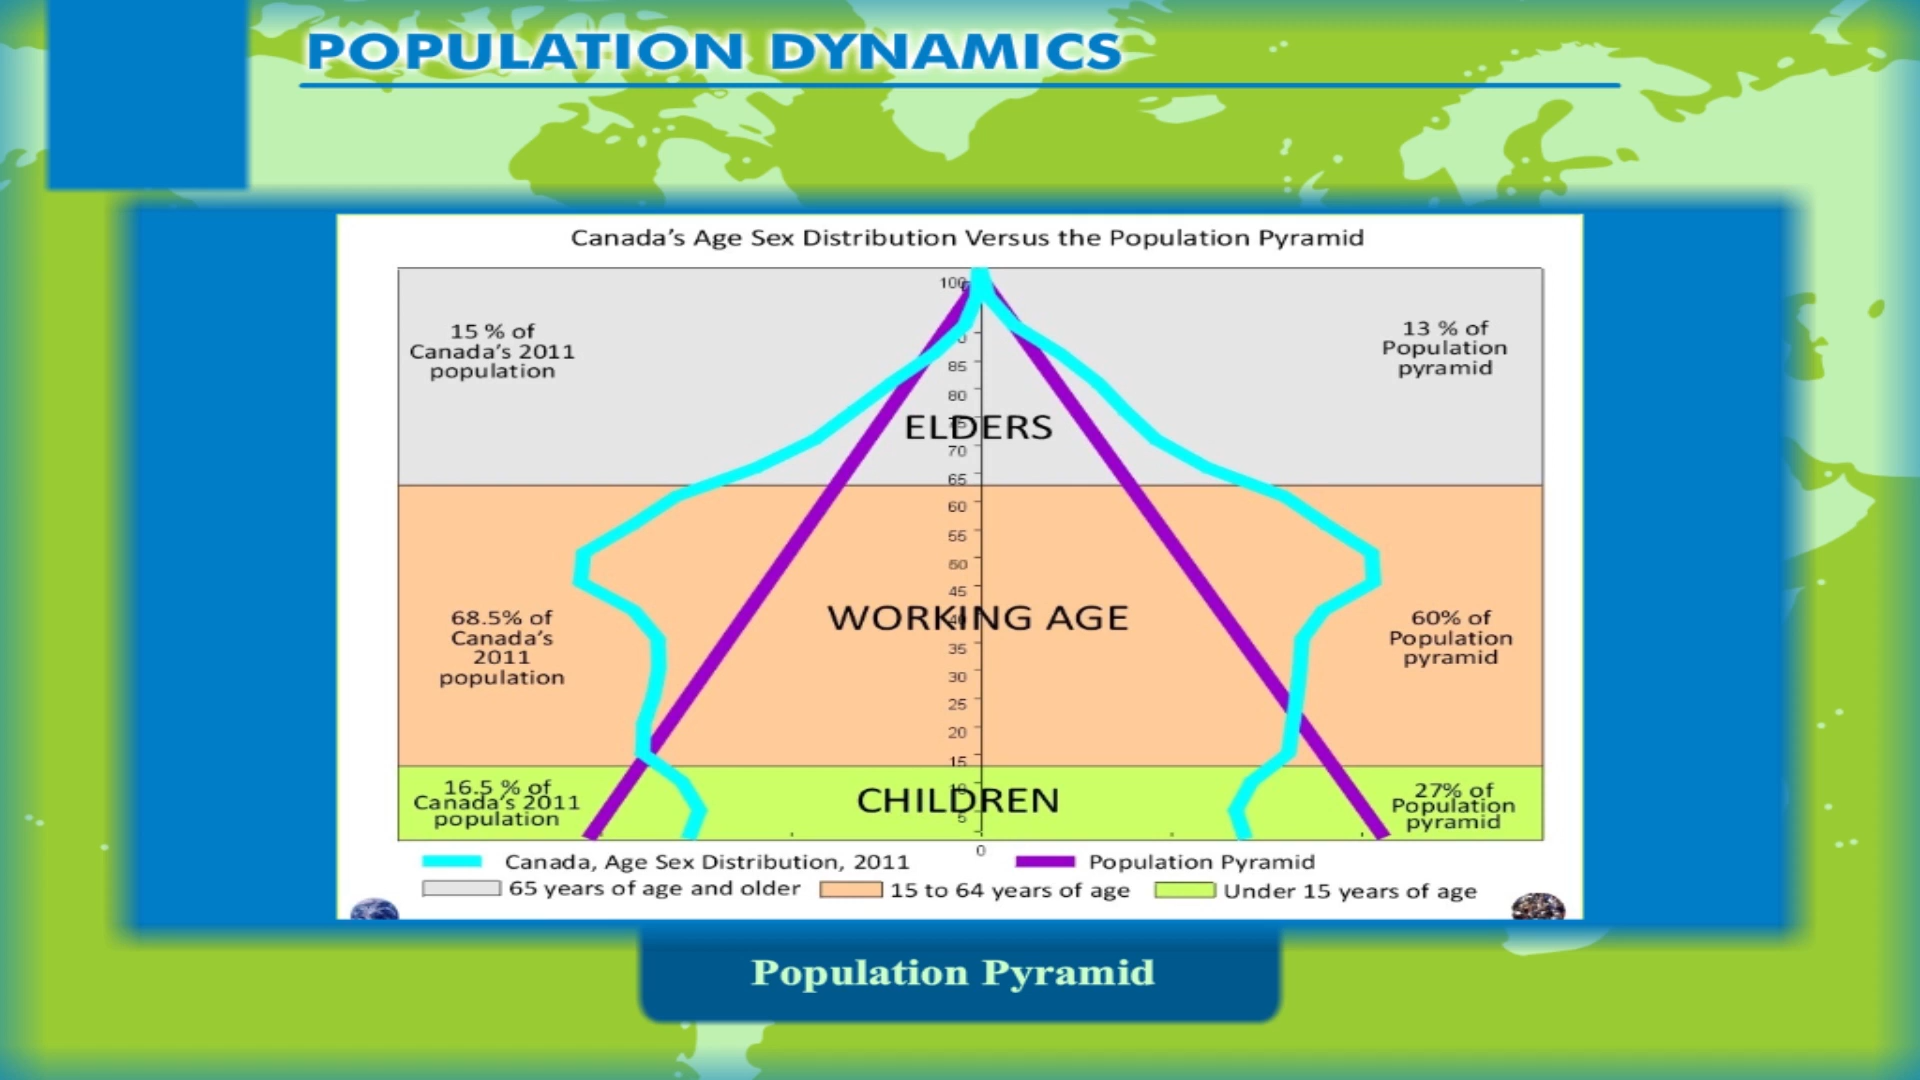 POPULATION DYNAMICS
Canada's Age Sex Distribution Versus the Population Pyramid
15 % of
Canada's 2011
population
13 % of
Population
pyramid
100
85
80
ELDERS
70
65
60
55
50
45
68.5% of
Canada's
2011
population
WORKING AGE
60% of
Population
pyramid
35
30
25
20
15
16.5 % of
Canada's 2011
population
CHILDREN
27% of
Population
pyramid
5
0
Canada, Age Sex Distribution, 2011
Population Pyramid
65 years of age and older
15 to 64 years of age
Under 15 years of age
Population Pyramid